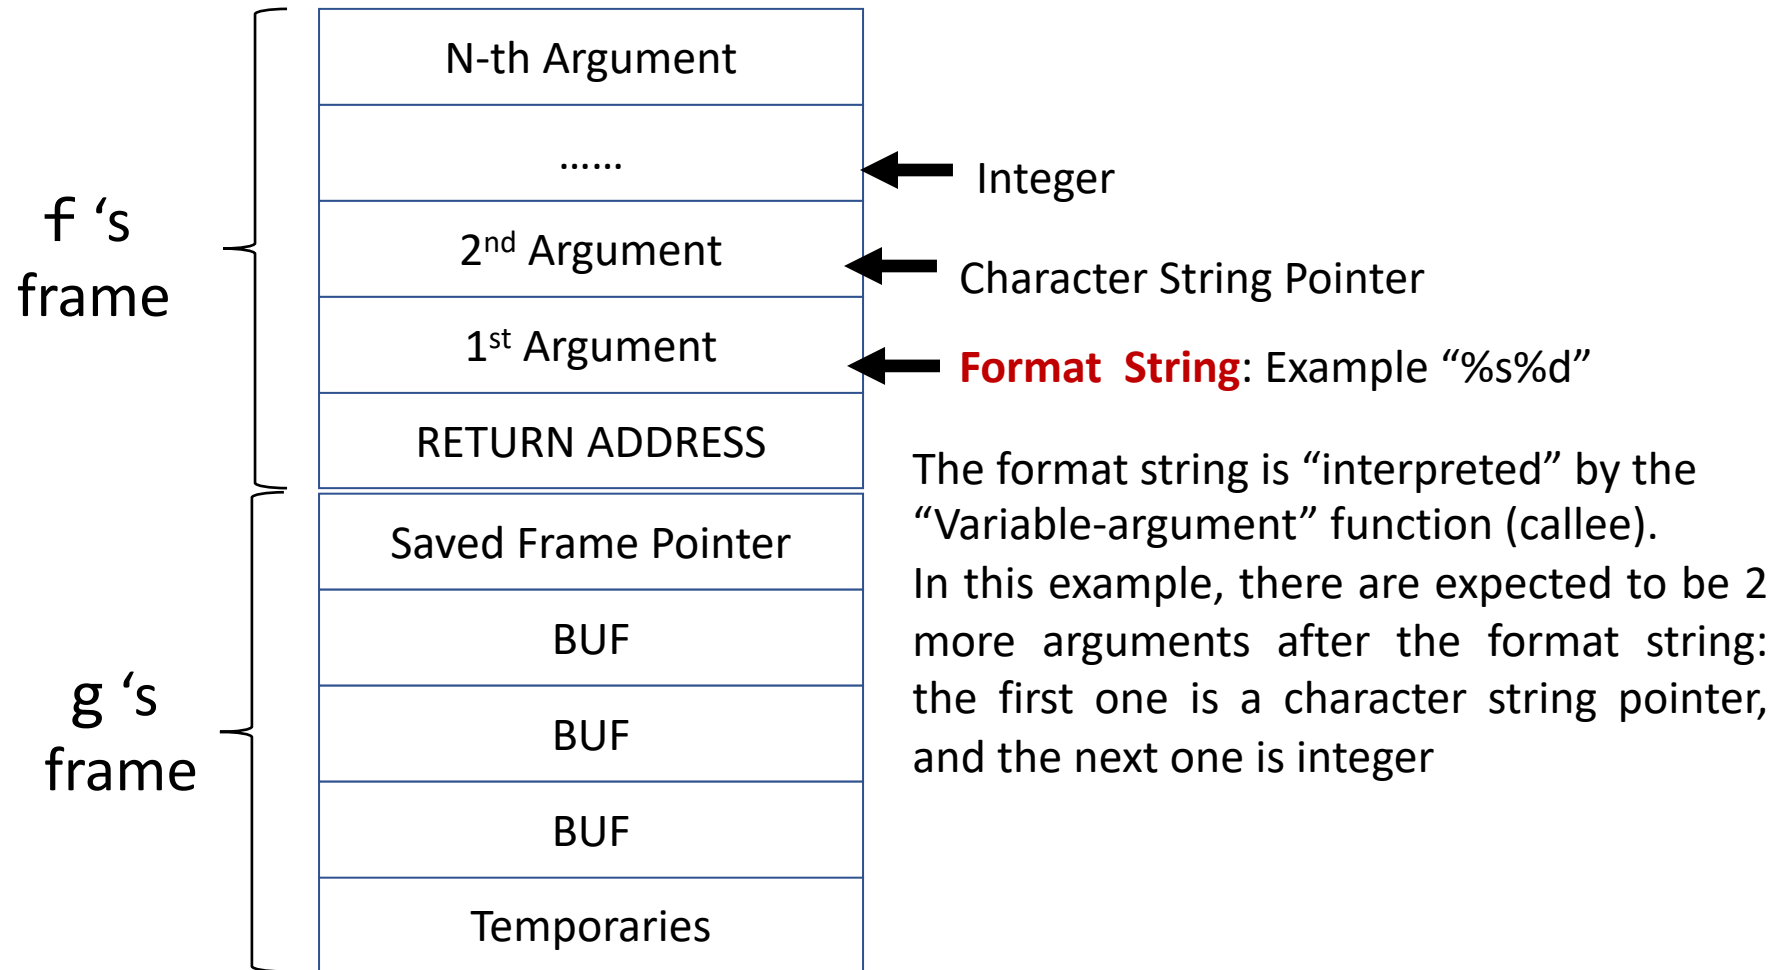 N-th Argument
……
Integer
f ‘s
frame
2nd Argument
Character String Pointer
1st Argument
Format String: Example “%s%d”
RETURN ADDRESS
The format string is “interpreted” by the
“Variable-argument” function (callee).
In this example, there are expected to be 2
more arguments after the format string:
the first one is a character string pointer,
and the next one is integer
Saved Frame Pointer
BUF
g ‘s
frame
BUF
BUF
Temporaries